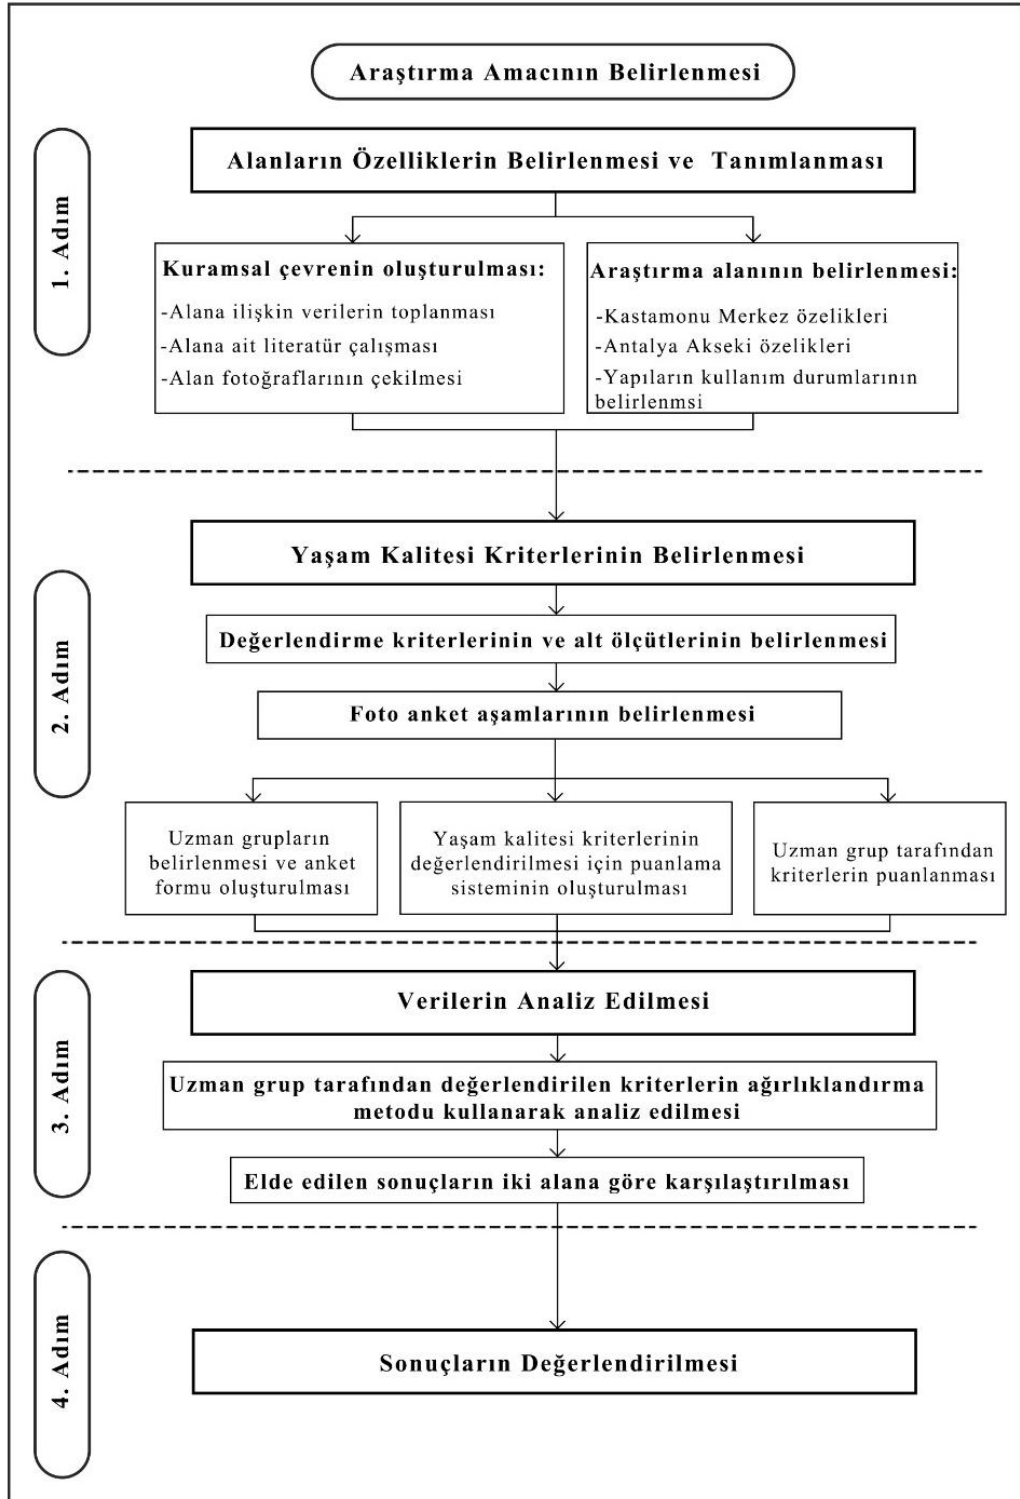 Araştırma Amacının Belirlenmesi
1. Adım
Alanların Özelliklerin Belirlenmesi ve Tanımlanması
Kuramsal çevrenin oluşturulması:
-Alana ilişkin verilerin toplanması
-Alana ait literatür çalışması
-Alan fotoğraflarının çekilmesi
Araştırma alanının belirlenmesi:
-Kastamonu Merkez özelikleri
-Antalya Akseki özelikleri
-Yapıların kullanım durumlarının
belirlenmsi
2. Adım
Yaşam Kalitesi Kriterlerinin Belirlenmesi
Değerlendirme kriterlerinin ve alt ölçütlerinin belirlenmesi
Foto anket aşamlarının belirlenmesi
Uzman grupların
belirlenmesi ve anket
formu oluşturulması
Yaşam kalitesi kriterlerinin
değerlendirilmesi için puanlama
sisteminin oluşturulması
Uzman grup tarafından
kriterlerin puanlanması
3. Adım
Verilerin Analiz Edilmesi
Uzman grup tarafından değerlendirilen kriterlerin ağırlıklandırma
metodu kullanarak analiz edilmesi
Elde edilen sonuçların iki alana göre karşılaştırılması
4. Adım
Sonuçların Değerlendirilmesi